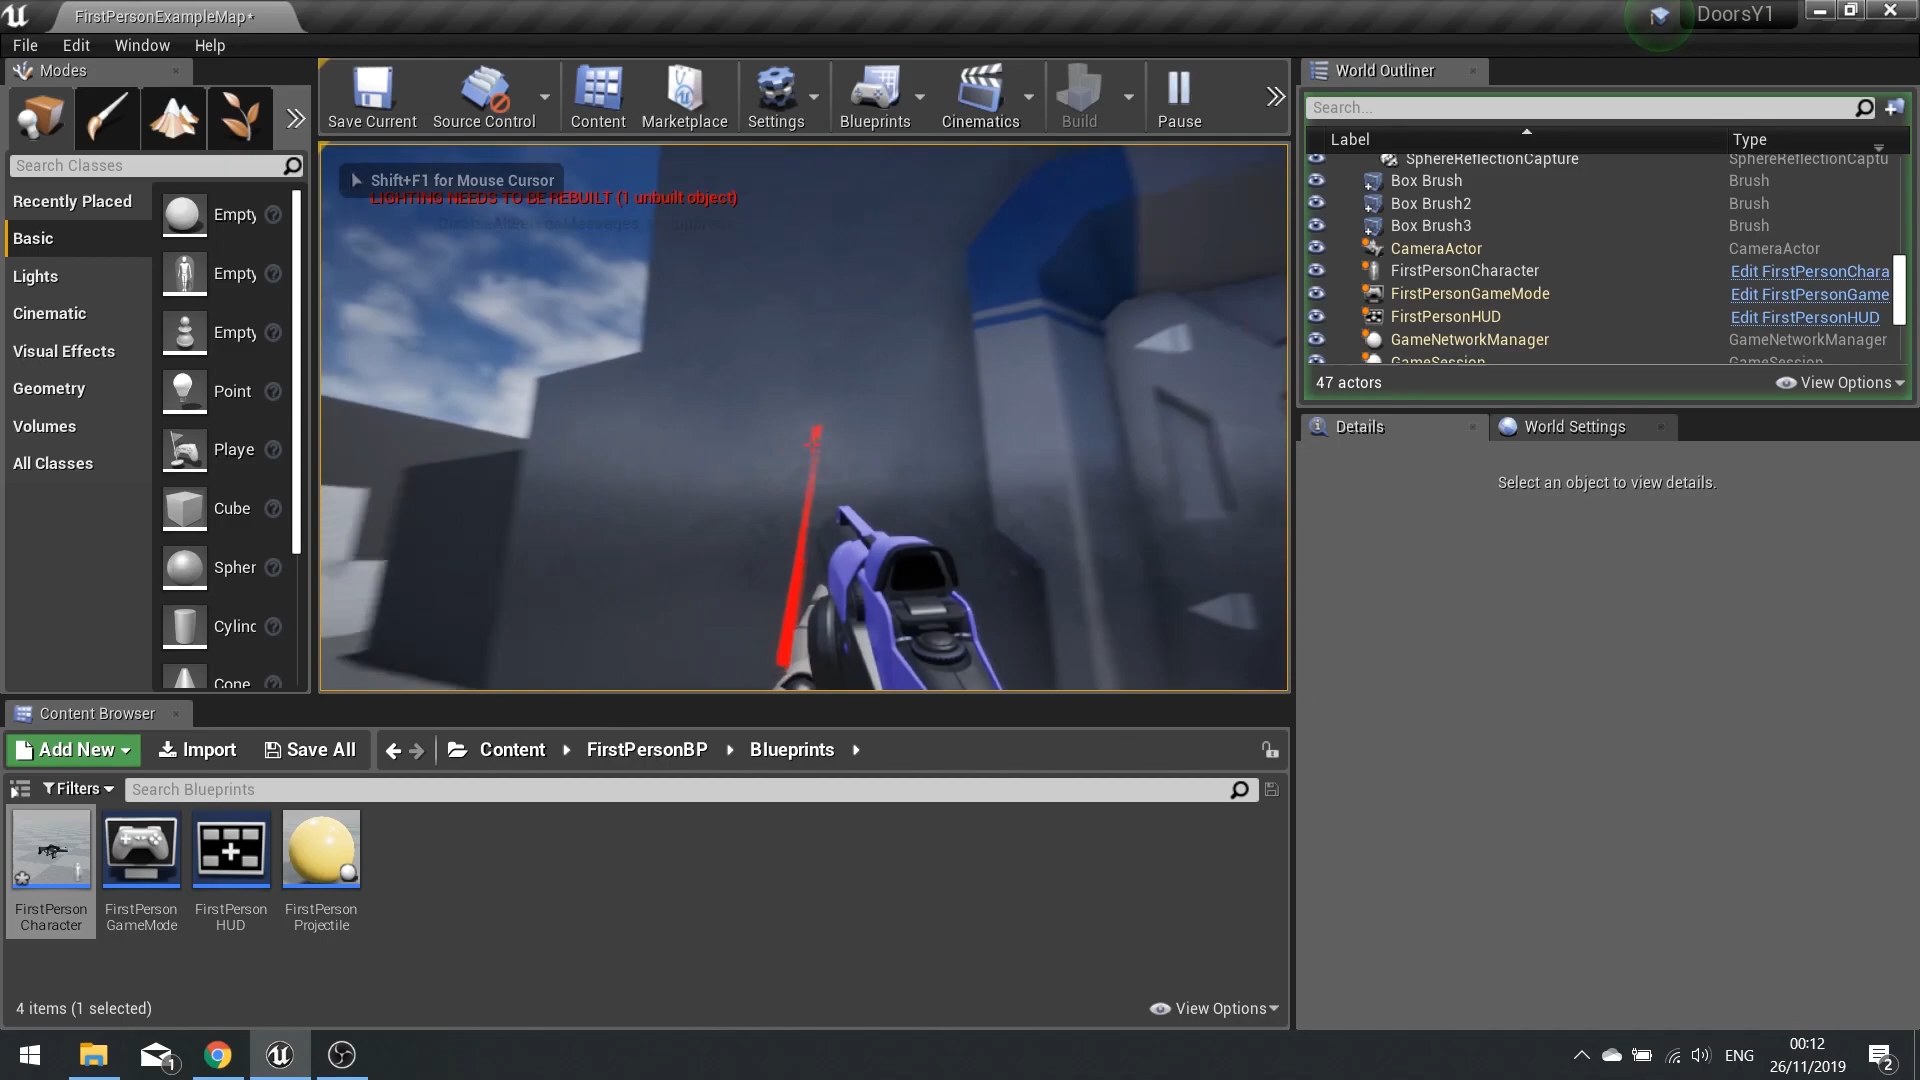 FirstPersonExampleMap*
DoorsY1
File
Edit
Window
Help
Modes
Search Classes
Recently Placed
Basic
Lights
Cinematic
Visual Effects
Geometry
Volumes
All Classes
Empty
Empty
Empty
Point
Playe
Cube
Spher
Cylinc
Cone
Save Current
Source Control
Content
Marketplace
Settings
Blueprints
Cinematics
Build
Pause
Shift+F1 for Mouse Cursor
LIGHTING NEEDS TO BE REBUILT (1 unbuilt object)
World Outliner
Search...
Label
Type
SphereReflectionCapture
SphereReflectionCaptu
Box Brush
Brush
Box Brush2
Brush
Box Brush3
Brush
CameraActor
CameraActor
FirstPersonCharacter
Edit FirstPersonChara
FirstPersonGameMode
Edit FirstPersonGame
FirstPersonHUD
Edit FirstPersonHUD
GameNetworkManager
GameNetworkManager
GameSession
GameSession
47 actors
View Options
Details
World Settings
Select an object to view details.
Content Browser
Add New
Import
Save All
Content
FirstPersonBP
Blueprints
Filters
Search Blueprints
FirstPerson
Character
FirstPerson
GameMode
FirstPerson
HUD
FirstPerson
Projectile
4 items (1 selected)
View Options
1
ENG
00:12
26/11/2019
2